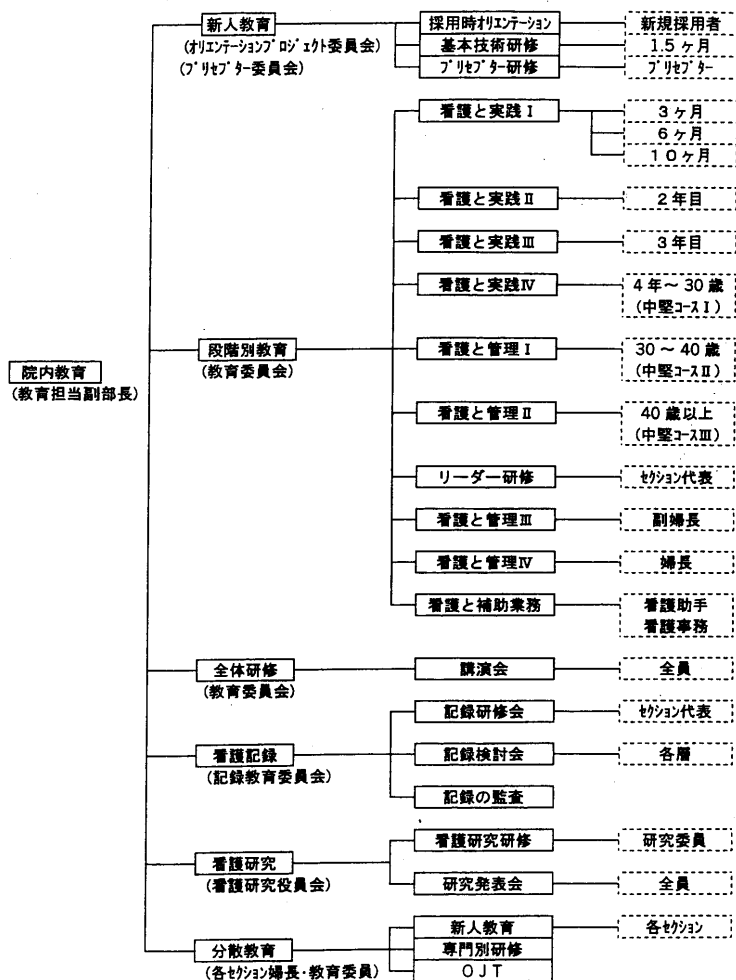 院内教育
(教育担当副部長)
新人教育
(オリエンテーションプロジェクト委員会)
(プリセプター委員会)
採用時オリエンテーション
新規採用者
基本技術研修
1.5ヶ月
プリセプター研修
プリセプター
段階別教育
(教育委員会)
看護と実践Ⅰ
3ヶ月
6ヶ月
10ヶ月
看護と実践Ⅱ
2年目
看護と実践Ⅲ
3年目
看護と実践Ⅳ
4年～30歳
(中堅コースⅠ)
看護と管理Ⅰ
30～40歳
(中堅コースⅡ)
看護と管理Ⅱ
40歳以上
(中堅コースⅢ)
リーダー研修
セクション代表
看護と管理Ⅲ
副婦長
看護と管理Ⅳ
婦長
看護と補助業務
看護助手
看護事務
全体研修
(教育委員会)
講演会
全員
看護記録
(記録教育委員会)
記録研修会
セクション代表
記録検討会
各層
記録の監査
看護研究
(看護研究役員会)
看護研究研修
研究委員
研究発表会
全員
分散教育
(各セクション婦長・教育委員)
新人教育
各セクション
専門別研修
OJT